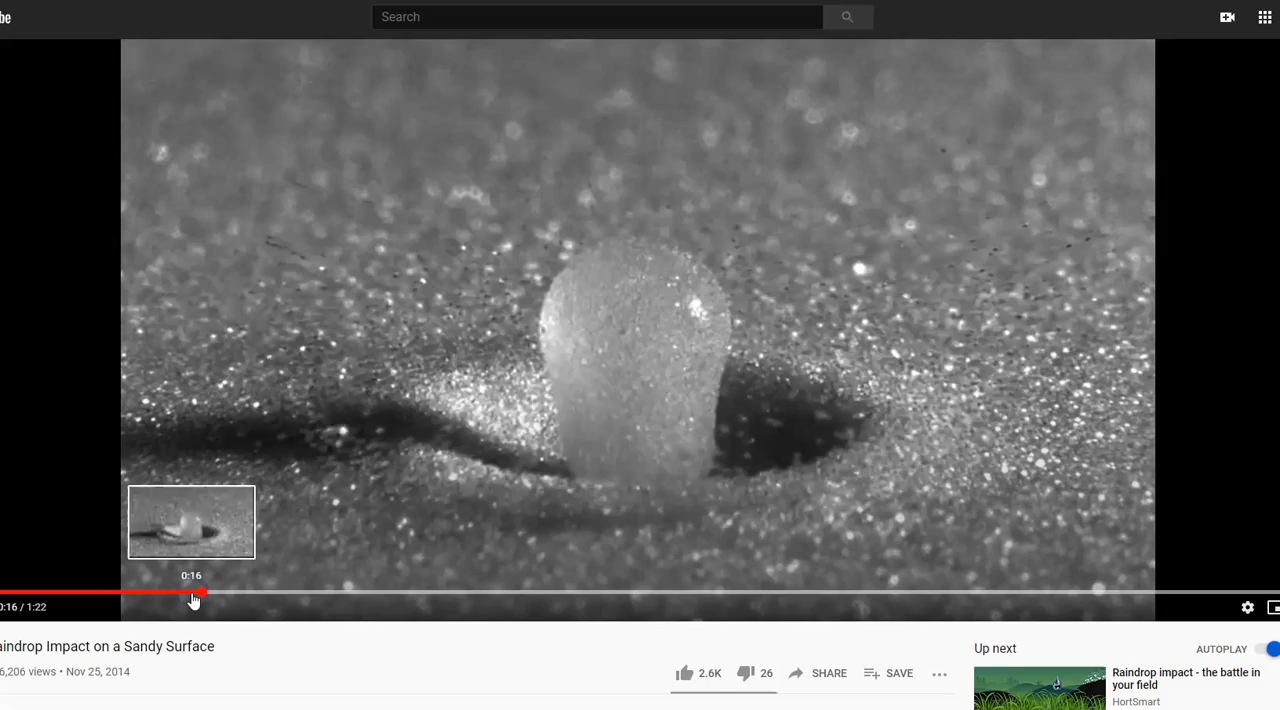 be
Search
0:16
0:16 / 1:22
aindrop Impact on a Sandy Surface
6,206 views • Nov 25, 2014
2.6K
26
SHARE
SAVE
Up next
AUTOPLAY
Raindrop impact - the battle in
your field
HortSmart